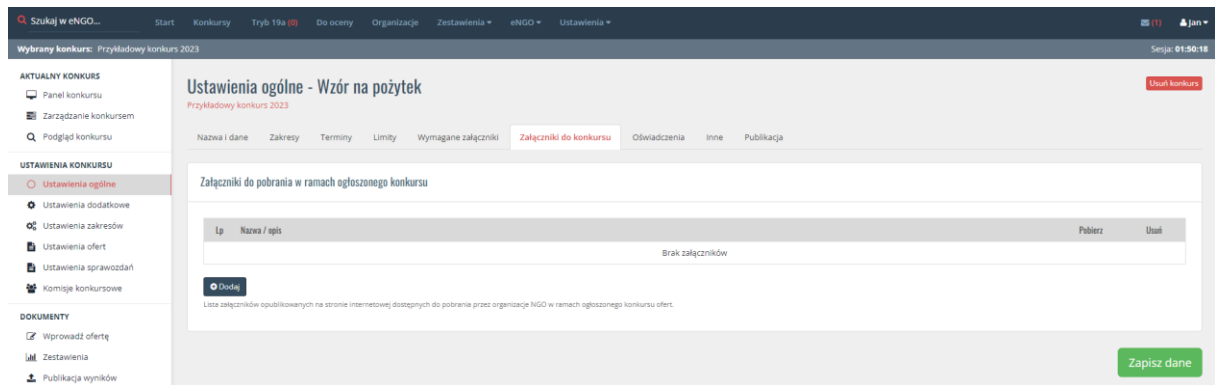 Szukaj w eNGO... Start Konkursy Tryb 19a (0) Do oceny Organizacje Zestawienia eNGO Ustawienia (1) Jan
Wybrany konkurs: Przykładowy konkurs 2023 Sesja: 01:50:18
AKTUALNY KONKURS
Panel konkursu
Zarządzanie konkursem
Podgląd konkursu
USTAWIENIA KONKURSU
Ustawienia ogólne
Ustawienia dodatkowe
Ustawienia zakresów
Ustawienia ofert
Ustawienia sprawozdań
Komisje konkursowe
DOKUMENTY
Wprowadź ofertę
Zestawienia
Publikacja wyników
Ustawienia ogólne - Wzór na pożytek
Usuń konkurs
Przykładowy konkurs 2023
Nazwa i dane Zakresy Terminy Limity Wymagane załączniki Załączniki do konkursu Oświadczenia Inne Publikacja
Załączniki do pobrania w ramach ogłoszonego konkursu
Lp Nazwa / opis Pobierz Usuń
Brak załączników
Dodaj
Lista załączników opublikowanych na stronie internetowej dostępnych do pobrania przez organizacje NGO w ramach ogłoszonego konkursu ofert.
Zapisz dane